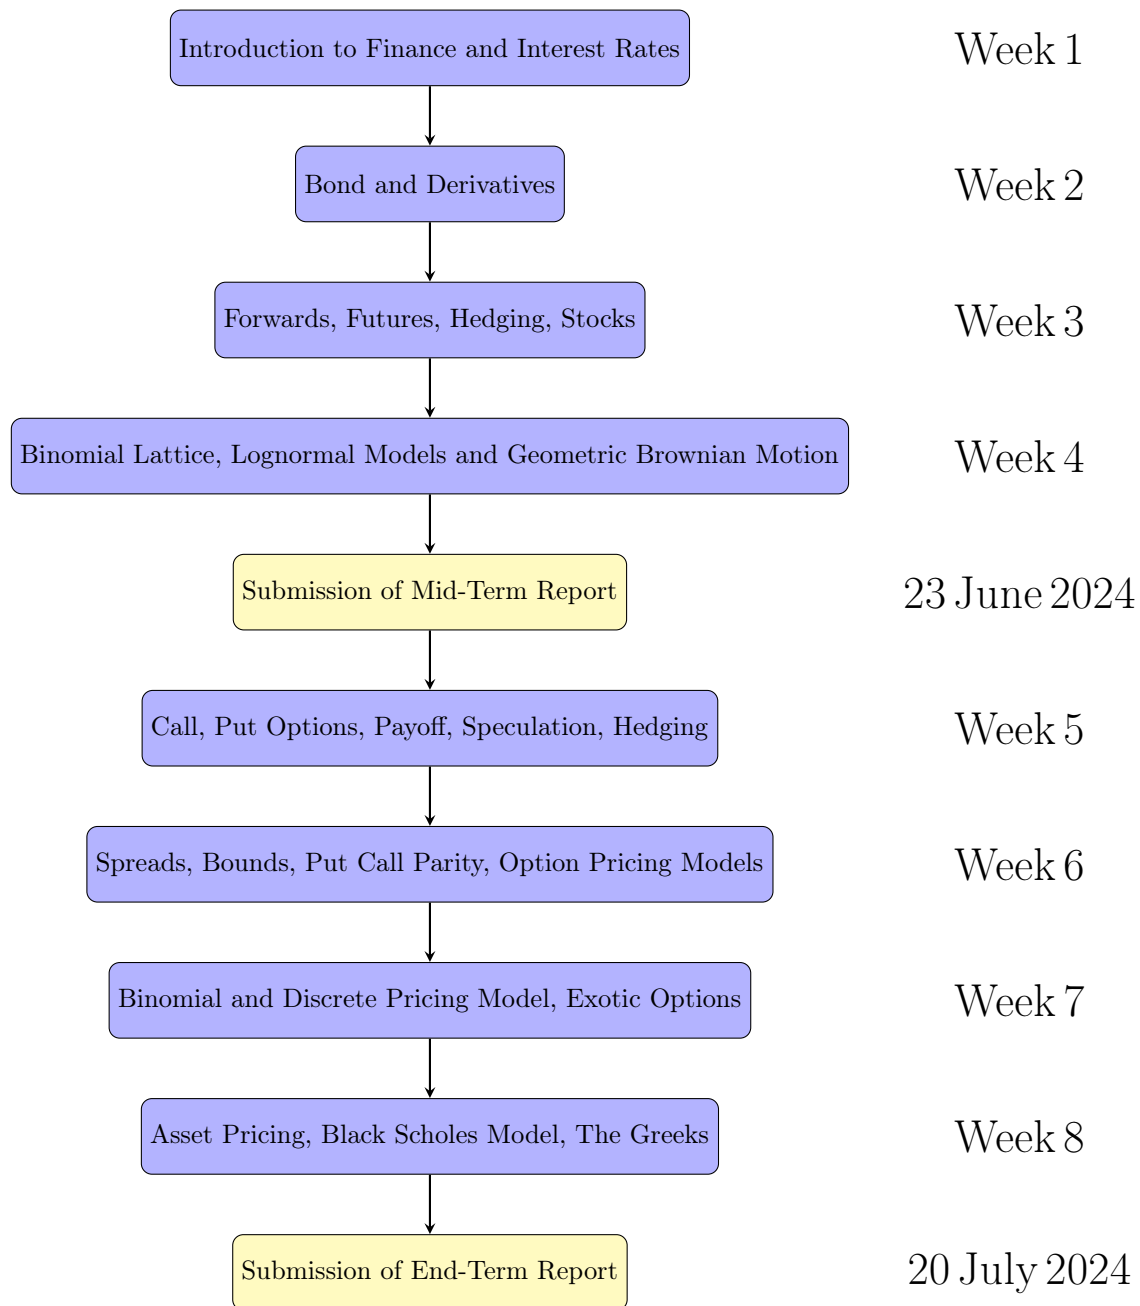 Introduction to Finance and Interest Rates
Week 1
Bond and Derivatives
Week 2
Forwards, Futures, Hedging, Stocks
Week 3
Binomial Lattice, Lognormal Models and Geometric Brownian Motion
Week 4
Submission of Mid-Term Report
23 June 2024
Call, Put Options, Payoff, Speculation, Hedging
Week 5
Spreads, Bounds, Put Call Parity, Option Pricing Models
Week 6
Binomial and Discrete Pricing Model, Exotic Options
Week 7
Asset Pricing, Black Scholes Model, The Greeks
Week 8
Submission of End-Term Report
20 July 2024